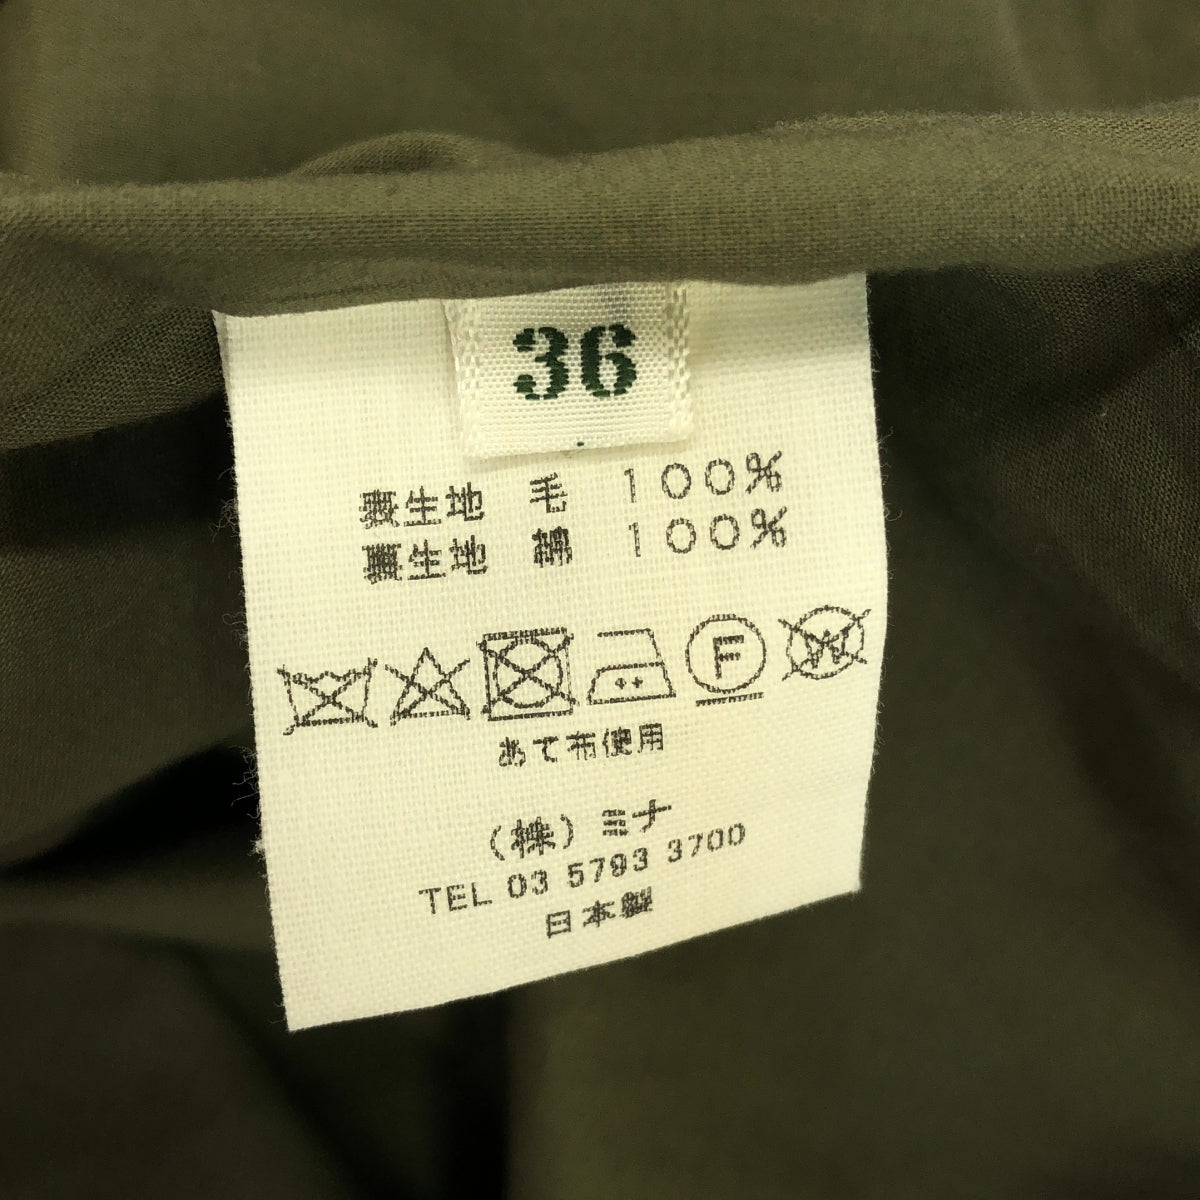 36
表生地 毛 100%
裏生地 綿 100%
F
W
あて布使用
(株) ミナ
TEL 03 5793 3700
日本製